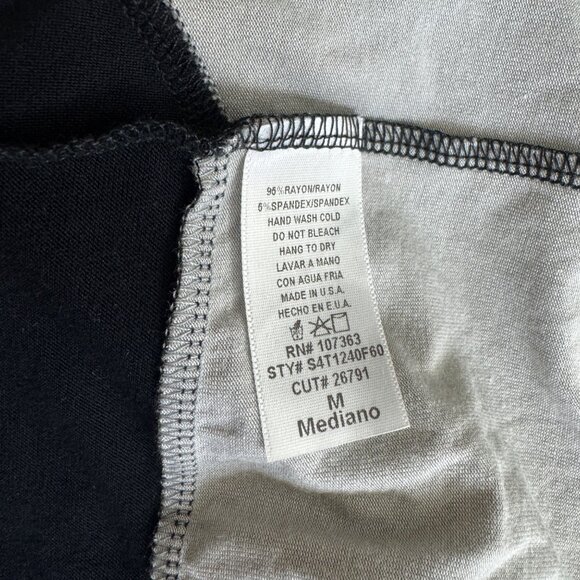 95%RAYON/RAYON
5%SPANDEX/SPANDEX
HAND WASH COLD
DO NOT BLEACH
HANG TO DRY
LAVAR A MANO
CON AGUA FRIA
MADE IN U.S.A.
HECHO EN E.U.A.
RN# 107363
STY# S4T1240F60
CUT# 26791
M
Mediano